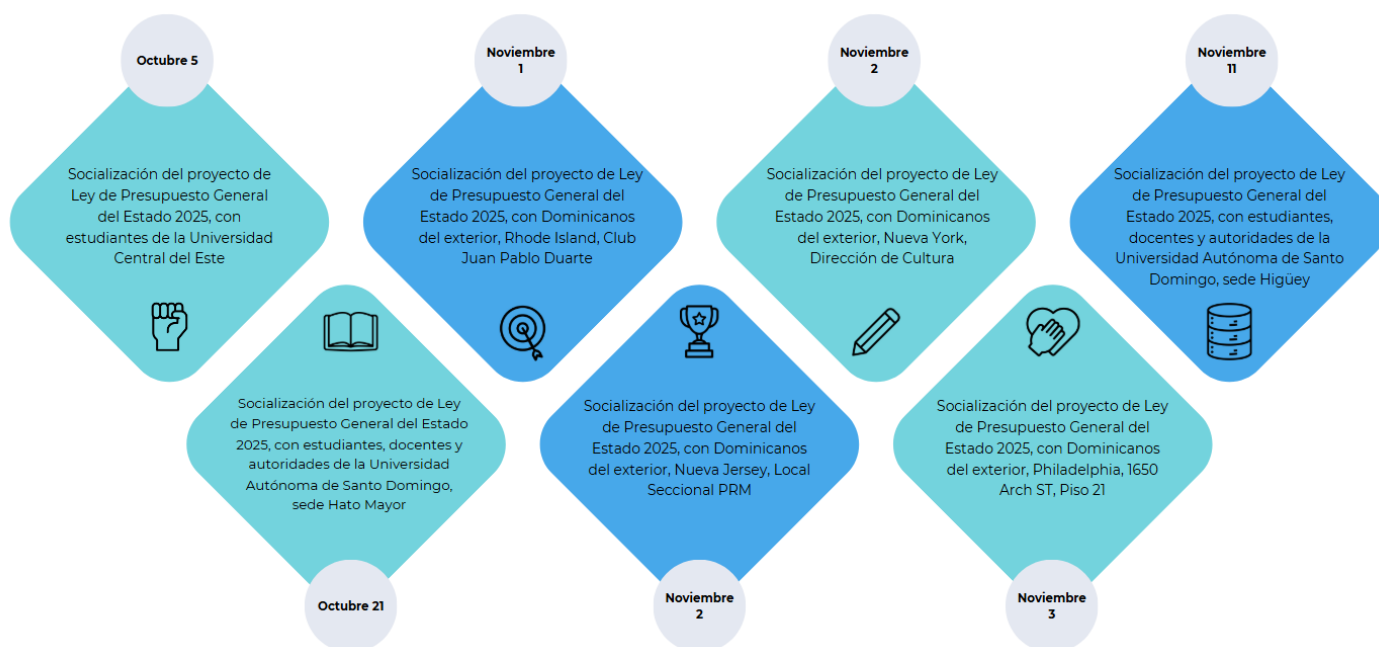 Octubre 5
Socialización del proyecto de
Ley de Presupuesto General
del Estado 2025, con
estudiantes de la Universidad
Central del Este
Socialización del proyecto de Ley
de Presupuesto General del Estado
2025, con estudiantes, docentes y
autoridades de la Universidad
Autónoma de Santo Domingo,
sede Hato Mayor
Octubre 21
Noviembre
1
Socialización del proyecto de Ley
de Presupuesto General del
Estado 2025, con Dominicanos
del exterior, Rhode Island, Club
Juan Pablo Duarte
Socialización del proyecto de Ley
de Presupuesto General del
Estado 2025, con Dominicanos
del exterior, Nueva Jersey, Local
Seccional PRM
Noviembre
2
Noviembre
2
Socialización del proyecto de Ley
de Presupuesto General del
Estado 2025, con Dominicanos
del exterior, Nueva York,
Dirección de Cultura
Socialización del proyecto de Ley
de Presupuesto General del
Estado 2025, con Dominicanos
del exterior, Philadelphia, 1650
Arch ST, Piso 21
Noviembre
3
Noviembre
11
Socialización del proyecto de Ley
de Presupuesto General del
Estado 2025, con estudiantes,
docentes y autoridades de la
Universidad Autónoma de Santo
Domingo, sede Higüey